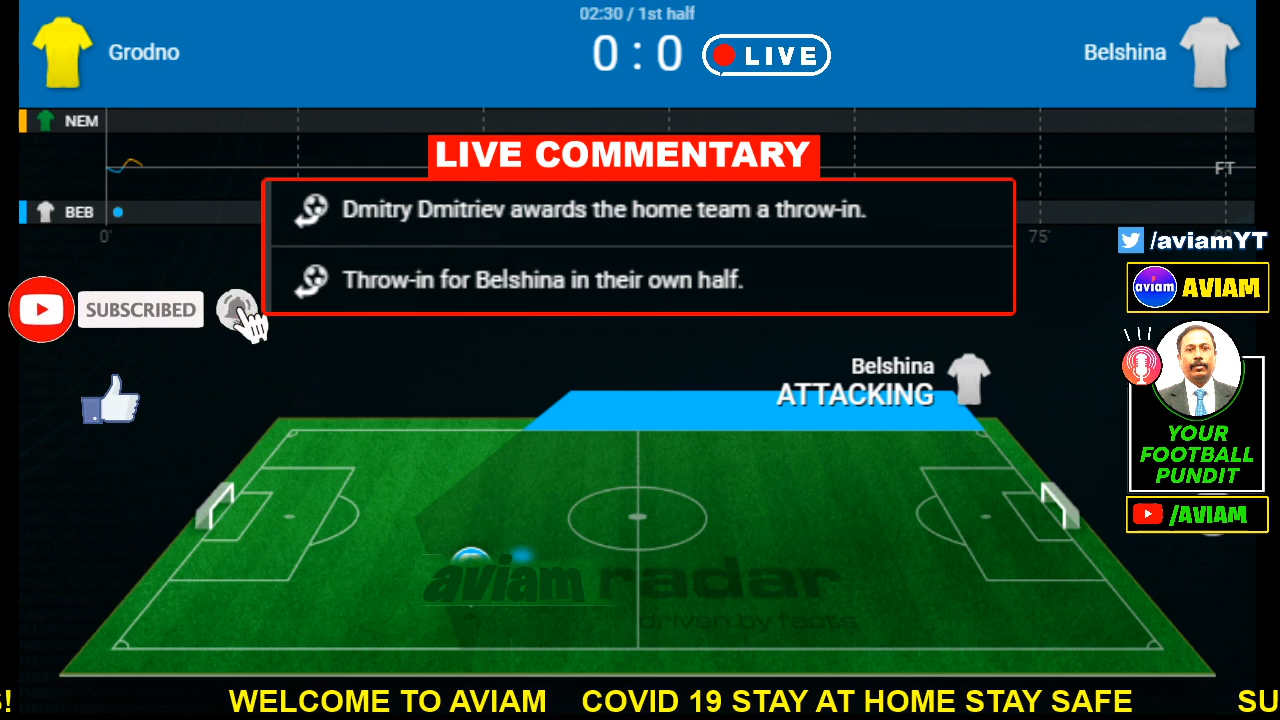 02:30 / 1st half
Grodno
0 : 0
LIVE
Belshina
NEM
LIVE COMMENTARY
FT
Dmitry Dmitriev awards the home team a throw-in.
BEB
0'
75'
/aviamYT
Throw-in for Belshina in their own half.
aviam
AVIAM
SUBSCRIBED
Belshina
ATTACKING
YOUR
FOOTBALL
PUNDIT
/AVIAM
aviam radar
driven by facts
S!
WELCOME TO AVIAM
COVID 19 STAY AT HOME STAY SAFE
SU